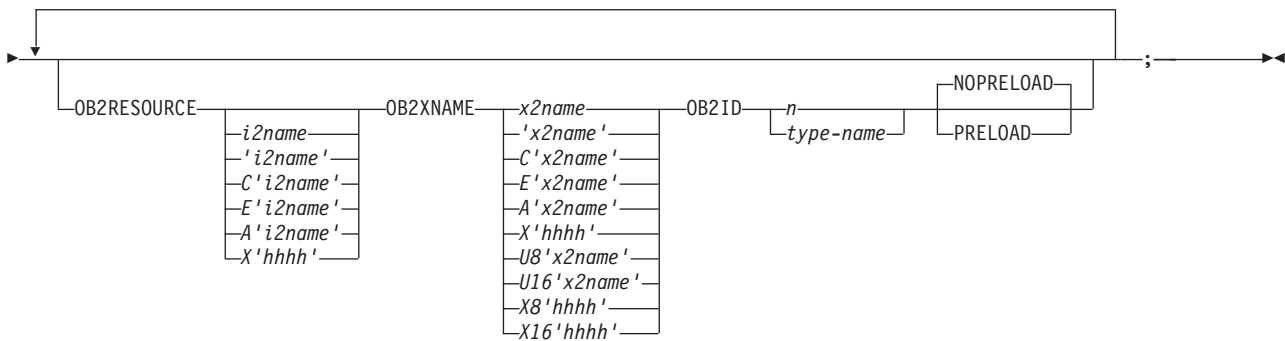 ;
NOPRELOAD
OB2RESOURCE OB2XNAME x2name OB2ID n
i2name 'x2name' type-name PRELOAD
'i2name' C'x2name'
C'i2name' E'x2name'
E'i2name' A'x2name'
A'i2name' X'hhhh'
X'hhhh' U8'x2name'
U16'x2name'
X8'hhhh'
X16'hhhh'